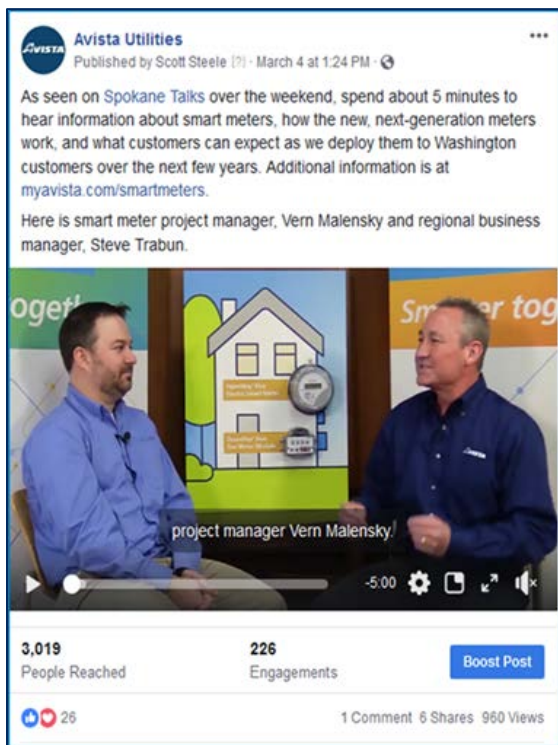 Avista Utilities
Published by Scott Steele [?] · March 4 at 1:24 PM ·
As seen on Spokane Talks over the weekend, spend about 5 minutes to
hear information about smart meters, how the new, next-generation meters
work, and what customers can expect as we deploy them to Washington
customers over the next few years. Additional information is at
myavista.com/smartmeters.
Here is smart meter project manager, Vern Malensky and regional business
manager, Steve Trabun.
AVISTA
project manager Vern Malensky.
-5:00
3,019
People Reached
226
Engagements
Boost Post
26
1 Comment 6 Shares 960 Views